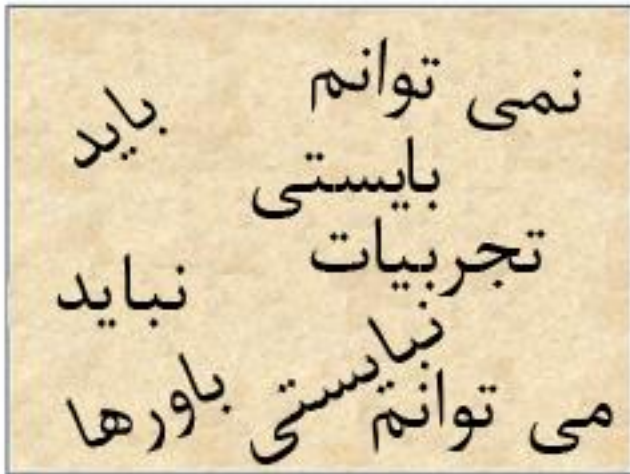 نمی توانم
باید
بایستی
تجربیات
نباید
نبایستی
می توانم
باورها